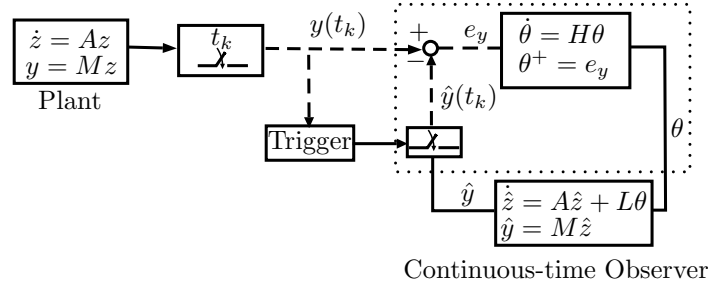 ż = Az
y = Mz
Plant
t_k
y(t_k)
+
−
e_y
θ̇ = Hθ
θ⁺ = e_y
ŷ(t_k)
Trigger
θ
ŷ
ẑ̇ = Aẑ + Lθ
ŷ = Mẑ
Continuous-time Observer